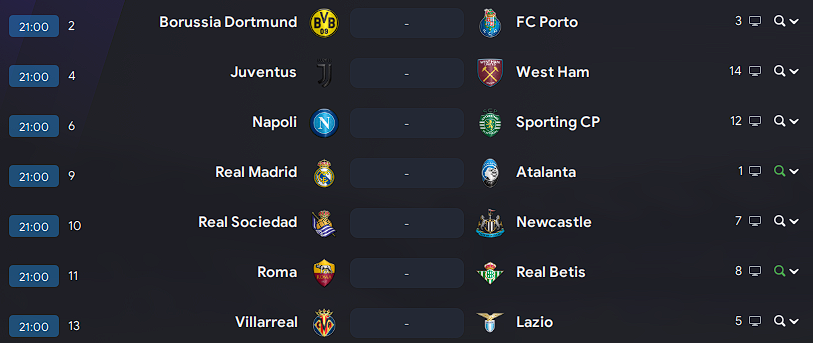 21:00 2 Borussia Dortmund - FC Porto 3
21:00 4 Juventus - West Ham 14
21:00 6 Napoli - Sporting CP 12
21:00 9 Real Madrid - Atalanta 1
21:00 10 Real Sociedad - Newcastle 7
21:00 11 Roma - Real Betis 8
21:00 13 Villarreal - Lazio 5